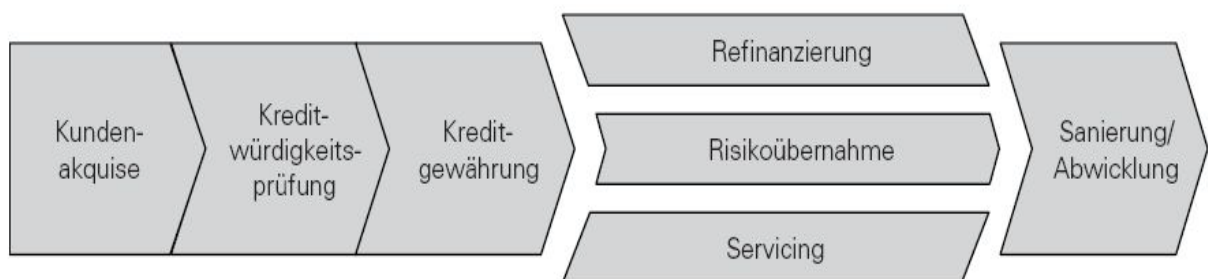 Kunden-
akquise
Kredit-
würdigkeits-
prüfung
Kredit-
gewährung
Refinanzierung
Risikoübernahme
Servicing
Sanierung/
Abwicklung